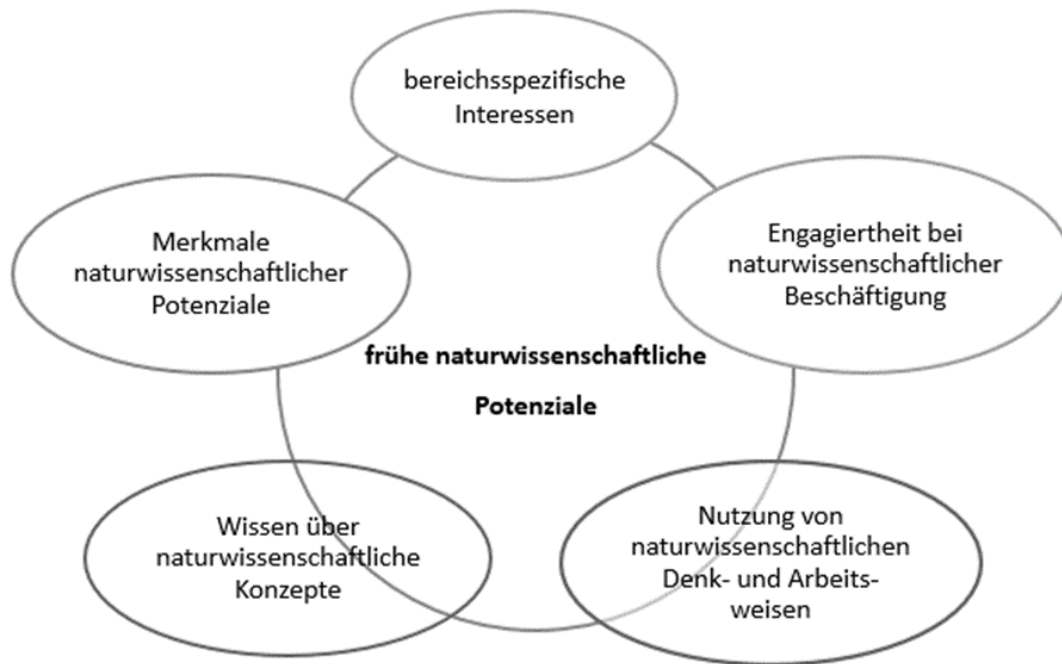 bereichsspezifische
Interessen
Merkmale
naturwissenschaftlicher
Potenziale
Engagiertheit bei
naturwissenschaftlicher
Beschäftigung
frühe naturwissenschaftliche
Potenziale
Wissen über
naturwissenschaftliche
Konzepte
Nutzung von
naturwissenschaftlichen
Denk- und Arbeits-
weisen